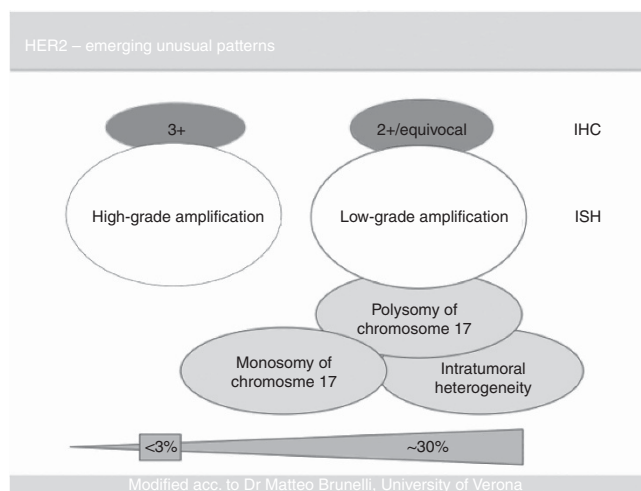 HER2 – emerging unusual patterns
3+
2+/equivocal
IHC
High-grade amplification
Low-grade amplification
ISH
Polysomy of
chromosome 17
Monosomy of
chromosme 17
Intratumoral
heterogeneity
<3%
~30%
Modified acc. to Dr Matteo Brunelli, University of Verona